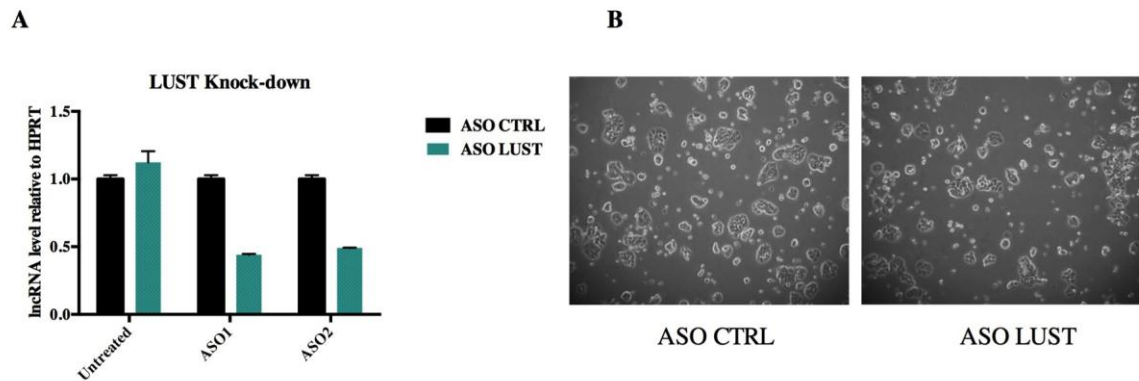 A
B
LUST Knock-down
lncRNA level relative to HPRT
1.5
1.0
0.5
0.0
Untreated
ASO1
ASO2
ASO CTRL
ASO LUST
ASO CTRL
ASO LUST